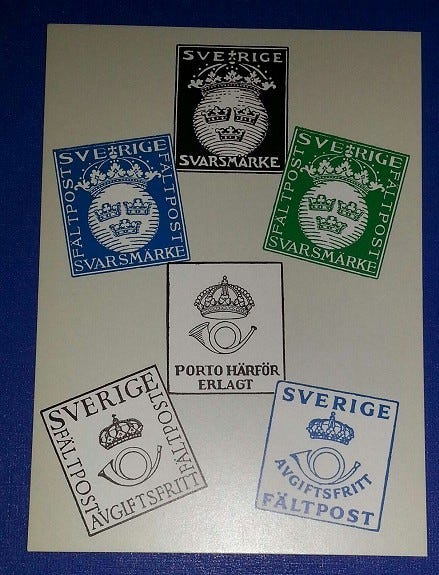 SVERIGE
SVARSMÄRKE
SVERIGE
FÄLTPOST
FÄLTPOST
SVARSMÄRKE
SVERIGE
FÄLTPOST
FÄLTPOST
SVARSMÄRKE
PORTO HÄRFÖR
ERLAGT
SVERIGE
FÄLTPOST
FÄLTPOST
AVGIFTSFRITT
SVERIGE
AVGIFTSFRITT
FÄLTPOST